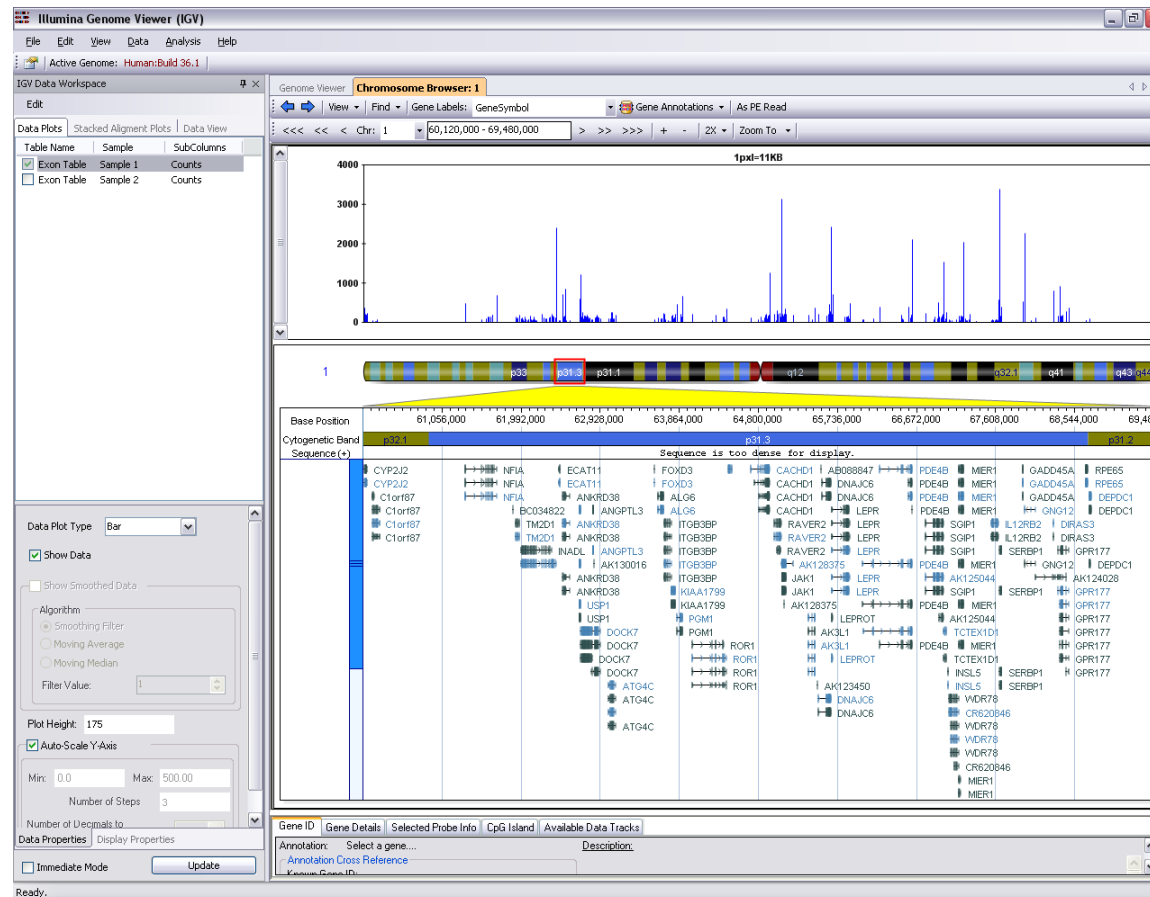 Illumina Genome Viewer (IGV)
File Edit View Data Analysis Help
Active Genome: Human:Build 36.1
IGV Data Workspace
Edit
Data Plots Stacked Aligment Plots Data View
Table Name Sample SubColumns
Exon Table Sample 1 Counts
Exon Table Sample 2 Counts
Data Plot Type Bar
Show Data
Show Smoothed Data
Algorithm
Smoothing Filter
Moving Average
Moving Median
Filter Value: 1
Plot Height: 175
Auto-Scale Y-Axis
Min: 0.0 Max: 500.00
Number of Steps 3
Number of Decimals to
Data Properties Display Properties
Immediate Mode Update
Ready.
Genome Viewer Chromosome Browser: 1
View Find Gene Labels: GeneSymbol Gene Annotations As PE Read
<<< << < Chr: 1 60,120,000 - 69,480,000 > >> >>> + - 2X Zoom To
1pxl=11KB
4000
3000
2000
1000
0
1 p33 p31.3 p31.1 q12 q32.1 q41 q43 q44
Base Position 61,056,000 61,992,000 62,928,000 63,864,000 64,800,000 65,736,000 66,672,000 67,608,000 68,544,000 69,48
Cytogenetic Band p32.1 p31.3 p31.2
Sequence (+) Sequence is too dense for display.
CYP2J2 NFIA ECAT11 FOXD3 CACHD1 AB088847 PDE4B MIER1 GADD45A RPE65
CYP2J2 NFIA ECAT11 FOXD3 CACHD1 DNAJC6 PDE4B MIER1 GADD45A RPE65
C1orf87 NFIA ANKRD38 ALG6 CACHD1 DNAJC6 PDE4B MIER1 GADD45A DEPDC1
C1orf87 BC034822 ANGPTL3 ALG6 CACHD1 LEPR PDE4B MIER1 GNG12 DEPDC1
C1orf87 TM2D1 ANKRD38 ITGB3BP RAVER2 LEPR SGIP1 IL12RB2 DIRAS3
C1orf87 TM2D1 ANKRD38 ITGB3BP RAVER2 LEPR SGIP1 IL12RB2 DIRAS3
INADL ANGPTL3 ITGB3BP RAVER2 LEPR SGIP1 SERBP1 GPR177
AK130016 ITGB3BP AK128375 PDE4B MIER1 GNG12 DEPDC1
ANKRD38 ITGB3BP JAK1 LEPR AK125044 AK124028
ANKRD38 KIAA1799 JAK1 LEPR SGIP1 SERBP1 GPR177
USP1 KIAA1799 AK128375 PDE4B MIER1 GPR177
USP1 PGM1 LEPROT AK125044 GPR177
DOCK7 PGM1 AK3L1 TCTEX1D1 GPR177
DOCK7 ROR1 AK3L1 PDE4B MIER1 GPR177
DOCK7 ROR1 LEPROT TCTEX1D1 GPR177
DOCK7 ROR1 INSL5 SERBP1 GPR177
ATG4C ROR1 AK123450 INSL5 SERBP1
ATG4C DNAJC6 WDR78
DNAJC6 CR620846
ATG4C WDR78
WDR78
WDR78
CR620846
MIER1
MIER1
Gene ID Gene Details Selected Probe Info CpG Island Available Data Tracks
Annotation: Select a gene.... Description:
Annotation Cross Reference
Known Gene ID: